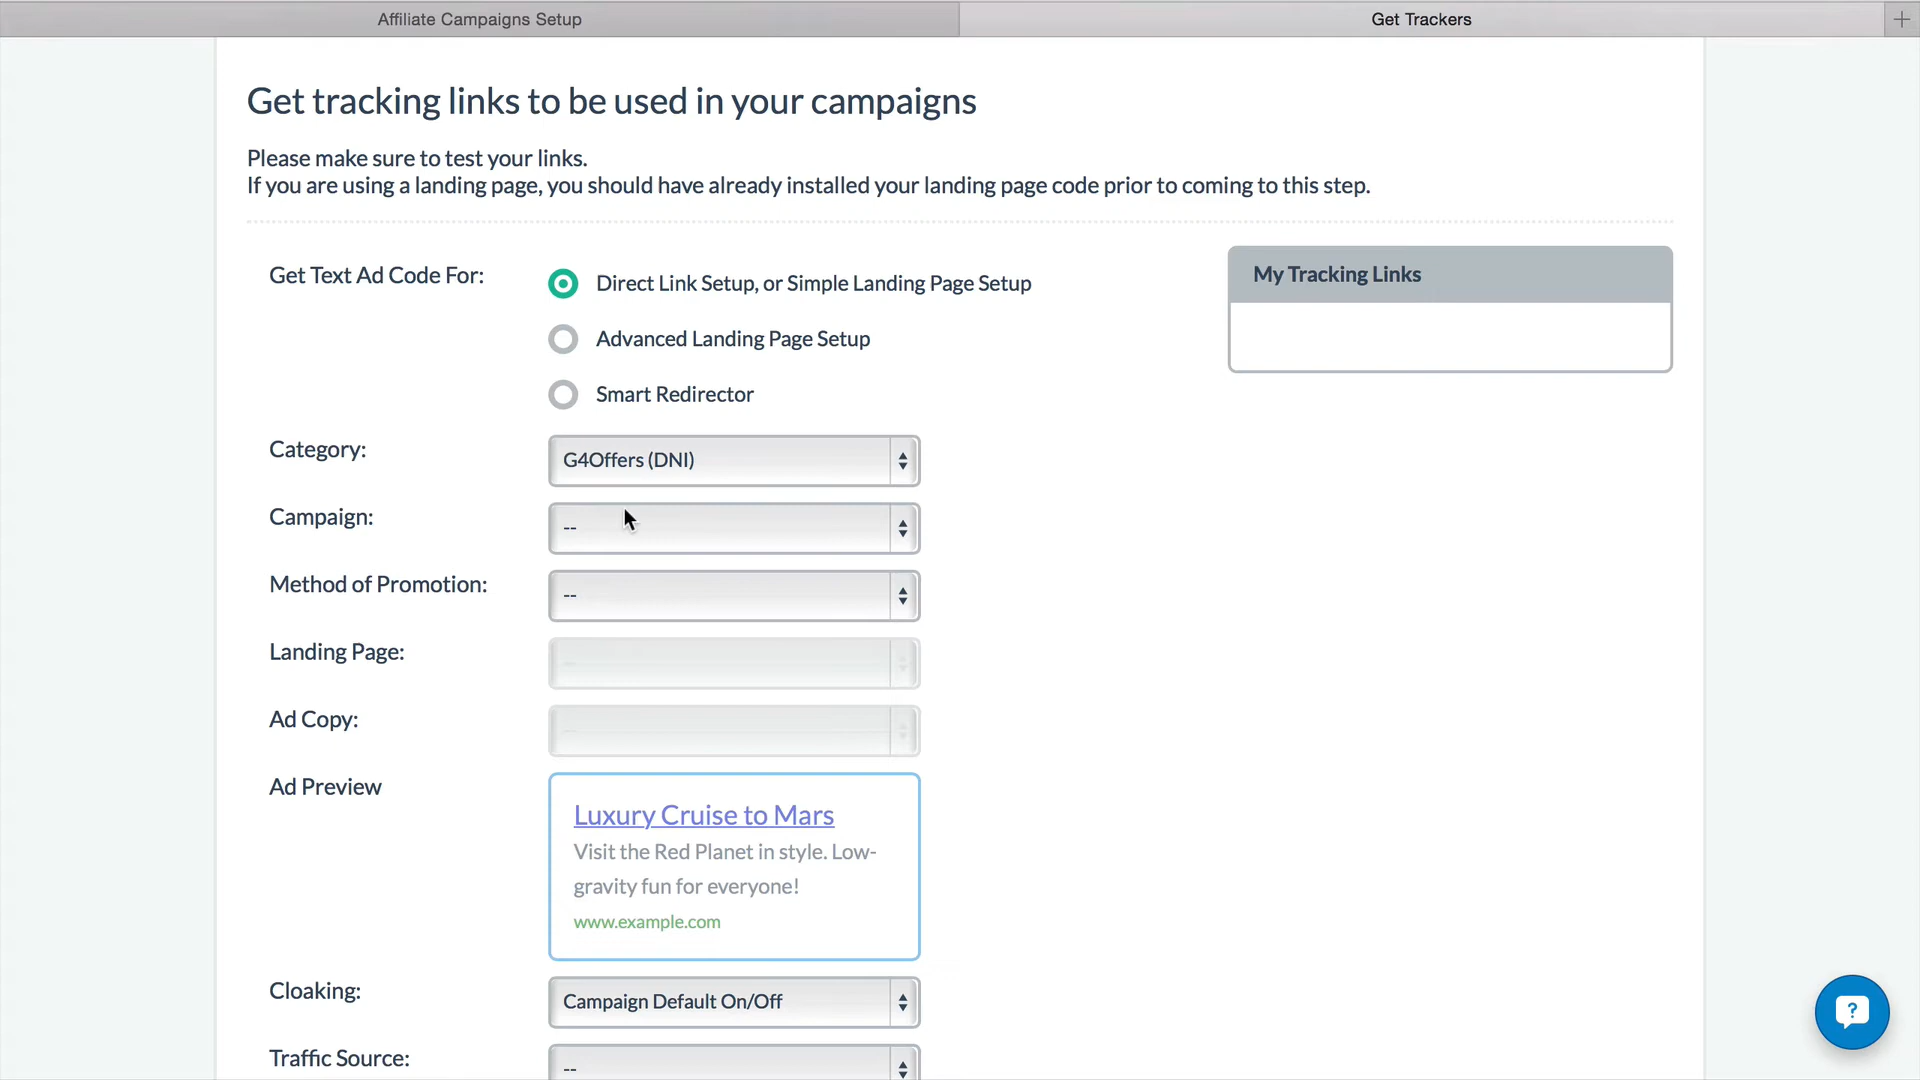 Affiliate Campaigns Setup
Get Trackers
Get tracking links to be used in your campaigns
Please make sure to test your links.
If you are using a landing page, you should have already installed your landing page code prior to coming to this step.
Get Text Ad Code For:
Direct Link Setup, or Simple Landing Page Setup
Advanced Landing Page Setup
Smart Redirector
My Tracking Links
Category:
G4Offers (DNI)
Campaign:
--
Method of Promotion:
--
Landing Page:
--
Ad Copy:
--
Ad Preview
Luxury Cruise to Mars
Visit the Red Planet in style. Low-
gravity fun for everyone!
www.example.com
Cloaking:
Campaign Default On/Off
Traffic Source:
--